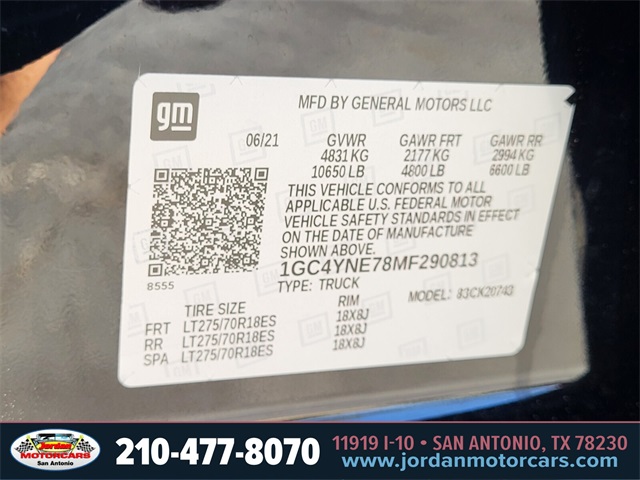 gm
MFD BY GENERAL MOTORS LLC
06/21 GVWR GAWR FRT GAWR RR
4831 KG 2177 KG 2994 KG
10650 LB 4800 LB 6600 LB
THIS VEHICLE CONFORMS TO ALL
APPLICABLE U.S. FEDERAL MOTOR
VEHICLE SAFETY STANDARDS IN EFFECT
ON THE DATE OF MANUFACTURE
SHOWN ABOVE.
8555
1GC4YNE78MF290813
TYPE: TRUCK MODEL: 83CK20743
TIRE SIZE RIM
FRT LT275/70R18ES 18X8J
RR LT275/70R18ES 18X8J
SPA LT275/70R18ES 18X8J
Jordan
MOTORCARS
San Antonio
210-477-8070
11919 I-10 • SAN ANTONIO, TX 78230
www.jordanmotorcars.com